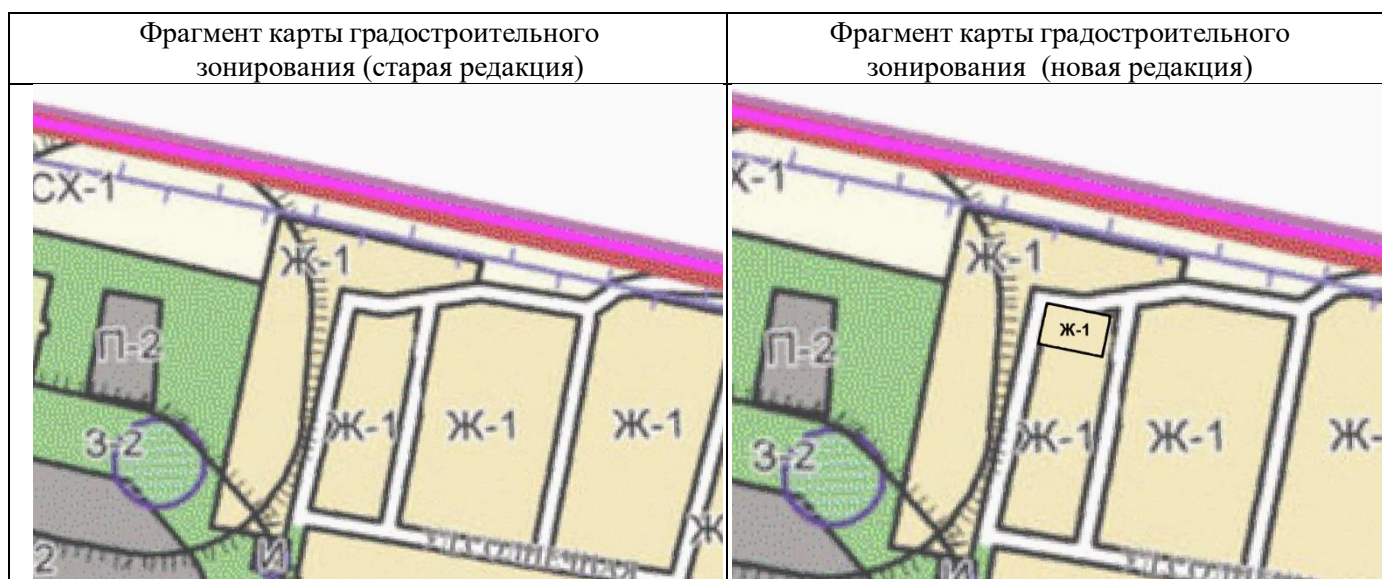 Фрагмент карты градостроительного
зонирования (старая редакция)
Фрагмент карты градостроительного
зонирования (новая редакция)
СХ-1
Ж-1
П-2
Ж-1
Ж-1
Ж-1
З-2
Ж
И
2
Х-1
Ж-1
Ж-1
П-2
Ж-1
Ж-1
Ж-
З-2
И